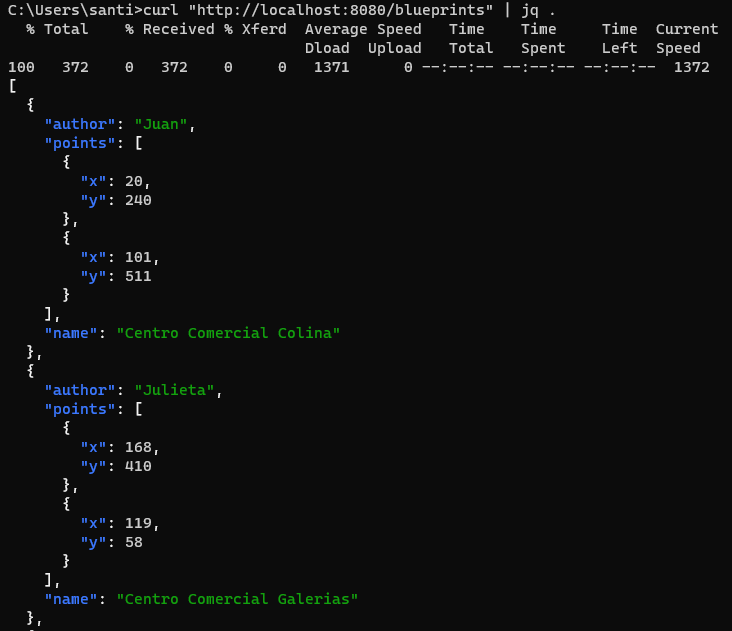 C:\Users\santi>curl "http://localhost:8080/blueprints" | jq .
  % Total    % Received % Xferd  Average Speed   Time    Time     Time  Current
                                 Dload  Upload   Total   Spent    Left  Speed
100   372    0   372    0     0   1371      0 --:--:-- --:--:-- --:--:--  1372
[
  {
    "author": "Juan",
    "points": [
      {
        "x": 20,
        "y": 240
      },
      {
        "x": 101,
        "y": 511
      }
    ],
    "name": "Centro Comercial Colina"
  },
  {
    "author": "Julieta",
    "points": [
      {
        "x": 168,
        "y": 410
      },
      {
        "x": 119,
        "y": 58
      }
    ],
    "name": "Centro Comercial Galerias"
  },